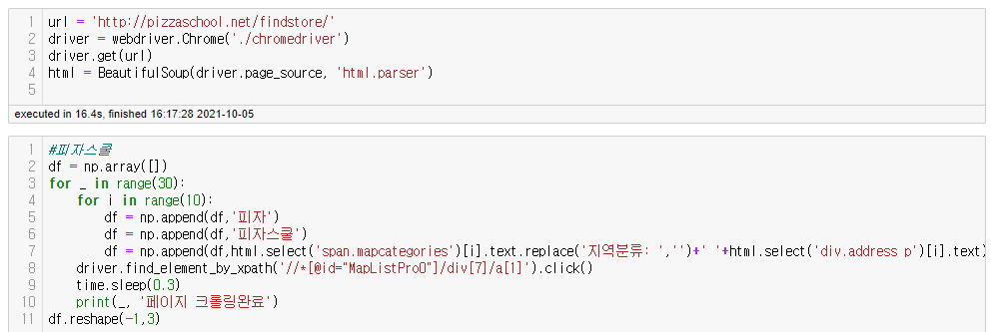 1 url = 'http://pizzaschool.net/findstore/'
2 driver = webdriver.Chrome('./chromedriver')
3 driver.get(url)
4 html = BeautifulSoup(driver.page_source, 'html.parser')
5
executed in 16.4s, finished 16:17:28 2021-10-05
1 #피자스쿨
2 df = np.array([])
3 for _ in range(30):
4 for i in range(10):
5 df = np.append(df,'피자')
6 df = np.append(df,'피자스쿨')
7 df = np.append(df,html.select('span.mapcategories')[i].text.replace('지역분류: ','')+' '+html.select('div.address p')[i].text)
8 driver.find_element_by_xpath('//*[@id="MapListPro0"]/div[7]/a[1]').click()
9 time.sleep(0.3)
10 print(_, '페이지 크롤링완료')
11 df.reshape(-1,3)